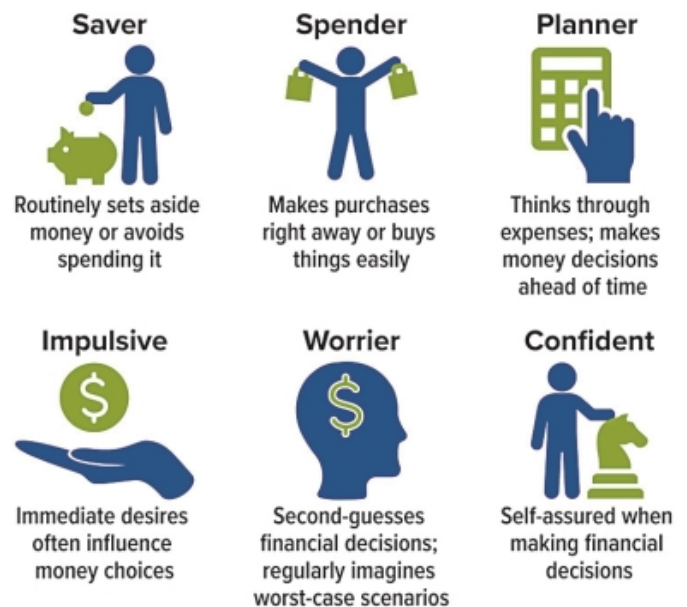 Saver
Routinely sets aside
money or avoids
spending it
Spender
Makes purchases
right away or buys
things easily
Planner
Thinks through
expenses; makes
money decisions
ahead of time
Impulsive
$
Immediate desires
often influence
money choices
Worrier
$
Second-guesses
financial decisions;
regularly imagines
worst-case scenarios
Confident
Self-assured when
making financial
decisions